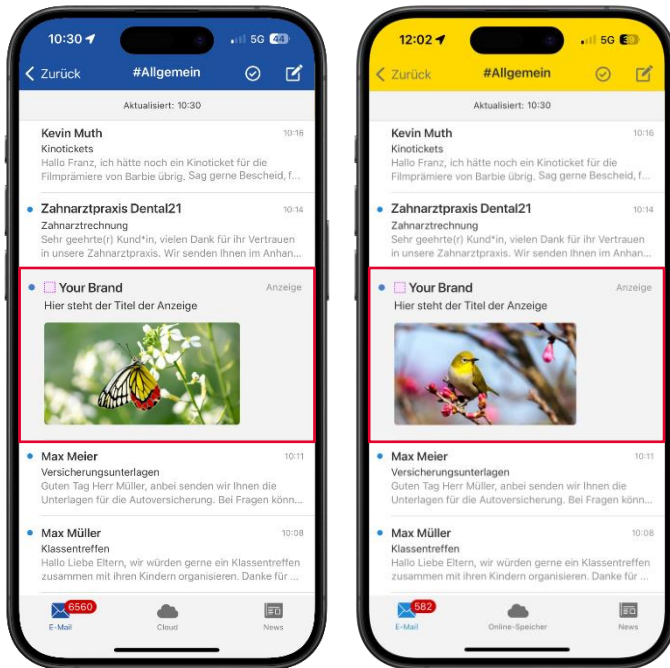 10:30
5G 44
Zurück
#Allgemein
Aktualisiert: 10:30
Kevin Muth 10:16
Kinotickets
Hallo Franz, ich hätte noch ein Kinoticket für die
Filmprämiere von Barbie übrig. Sag gerne Bescheid, f...
Zahnarztpraxis Dental21 10:14
Zahnarztrechnung
Sehr geehrte(r) Kund*in, vielen Dank für ihr Vertrauen
in unsere Zahnarztpraxis. Wir senden Ihnen im Anhan...
Your Brand Anzeige
Hier steht der Titel der Anzeige
Max Meier 10:11
Versicherungsunterlagen
Guten Tag Herr Müller, anbei senden wir Ihnen die
Unterlagen für die Autoversicherung. Bei Fragen könn...
Max Müller 10:08
Klassentreffen
Hallo Liebe Eltern, wir würden gerne ein Klassentreffen
zusammen mit ihren Kindern organisieren. Danke für ...
6560
E-Mail Cloud News
12:02
5G
Zurück
#Allgemein
Aktualisiert: 10:30
Kevin Muth 10:16
Kinotickets
Hallo Franz, ich hätte noch ein Kinoticket für die
Filmprämiere von Barbie übrig. Sag gerne Bescheid, f...
Zahnarztpraxis Dental21 10:14
Zahnarztrechnung
Sehr geehrte(r) Kund*in, vielen Dank für ihr Vertrauen
in unsere Zahnarztpraxis. Wir senden Ihnen im Anhan...
Your Brand Anzeige
Hier steht der Titel der Anzeige
Max Meier 10:11
Versicherungsunterlagen
Guten Tag Herr Müller, anbei senden wir Ihnen die
Unterlagen für die Autoversicherung. Bei Fragen könn...
Max Müller 10:08
Klassentreffen
Hallo Liebe Eltern, wir würden gerne ein Klassentreffen
zusammen mit ihren Kindern organisieren. Danke für ...
582
E-Mail Online-Speicher News